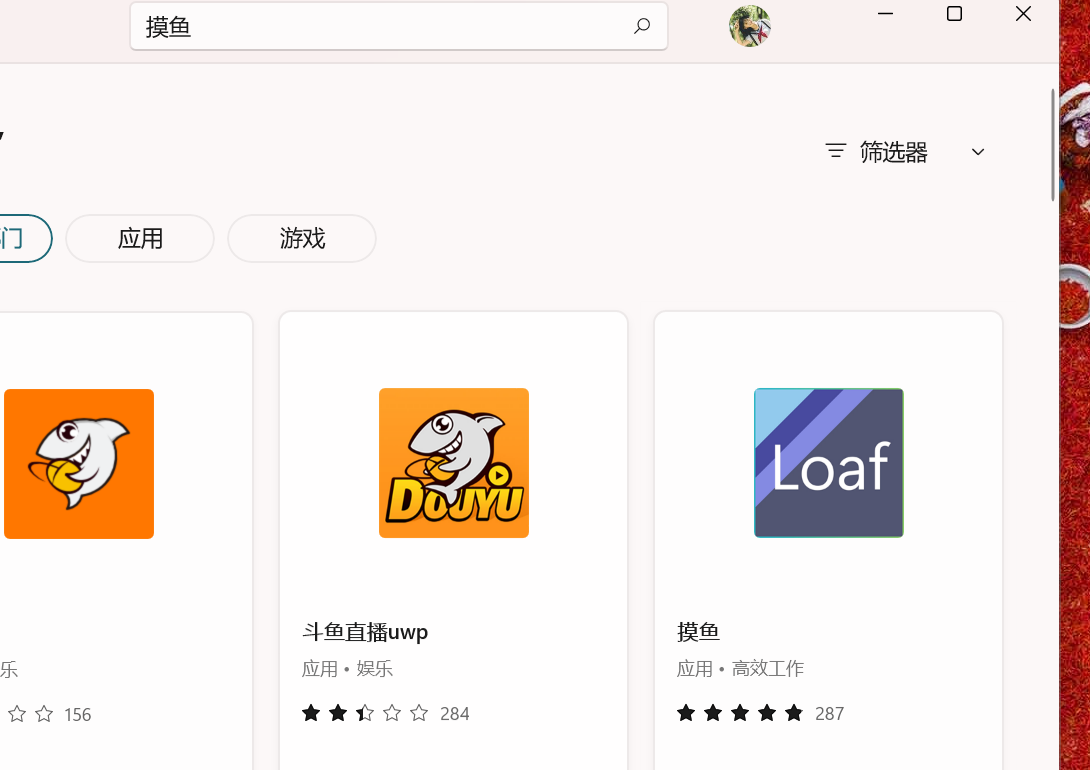 摸鱼
筛选器
门
应用
游戏
DOUYU
Loaf
斗鱼直播uwp
摸鱼
乐
应用 • 娱乐
应用 • 高效工作
156
284
287